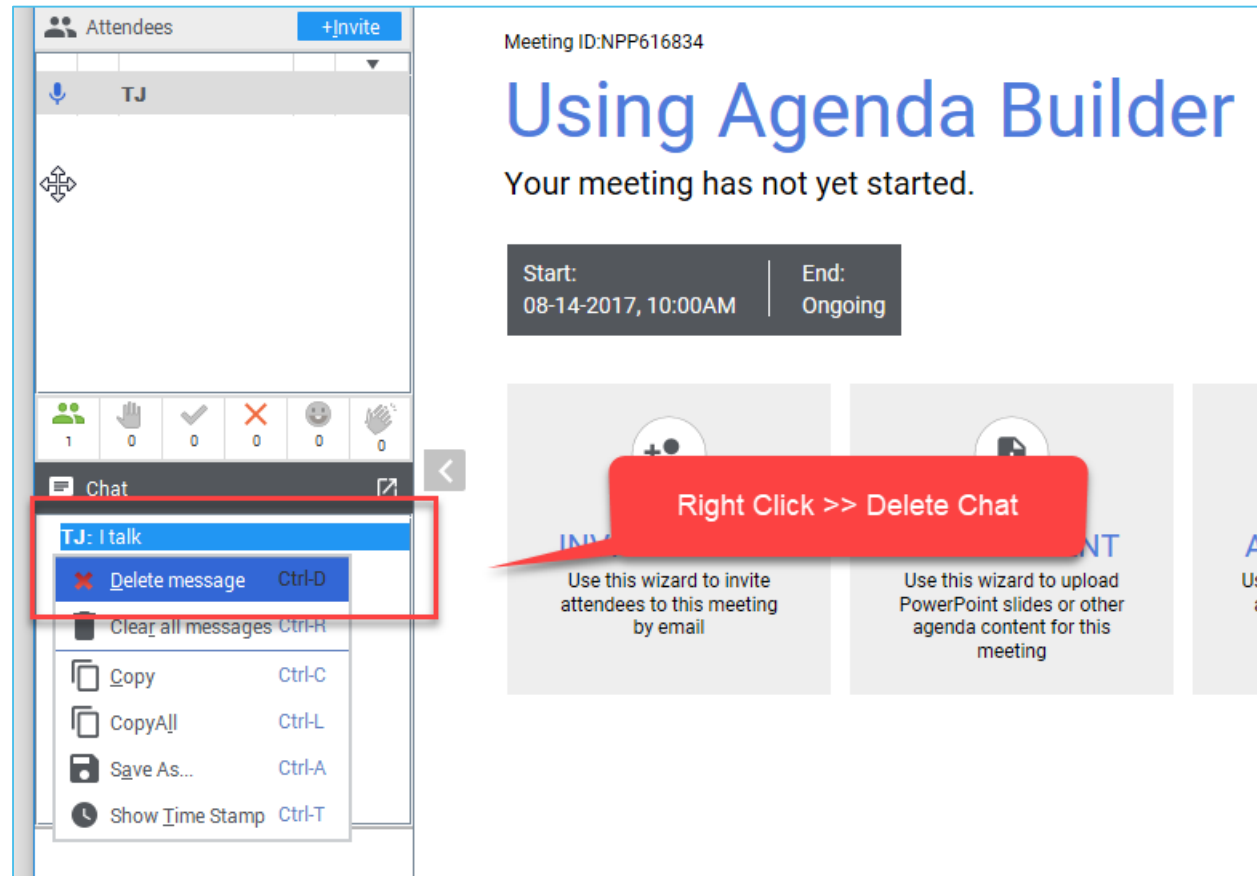 Attendees
+Invite
TJ
1 0 0 0 0 0
Chat
TJ: I talk
Delete message Ctrl-D
Clear all messages Ctrl-R
Copy Ctrl-C
CopyAll Ctrl-L
Save As... Ctrl-A
Show Time Stamp Ctrl-T
Meeting ID:NPP616834
Using Agenda Builder
Your meeting has not yet started.
Start:
08-14-2017, 10:00AM
End:
Ongoing
Right Click >> Delete Chat
Use this wizard to invite
attendees to this meeting
by email
Use this wizard to upload
PowerPoint slides or other
agenda content for this
meeting